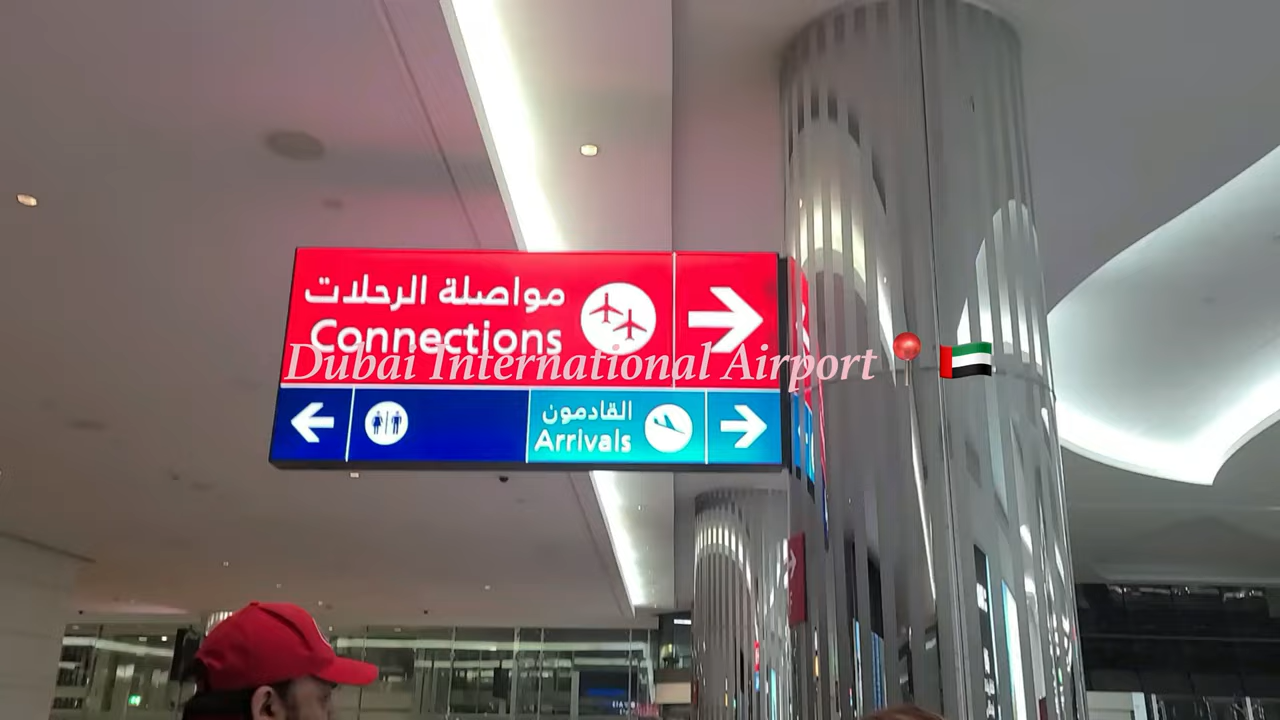 مواصلة الرحلات
Connections
Dubai International Airport📍 🇦🇪
القادمون
Arrivals